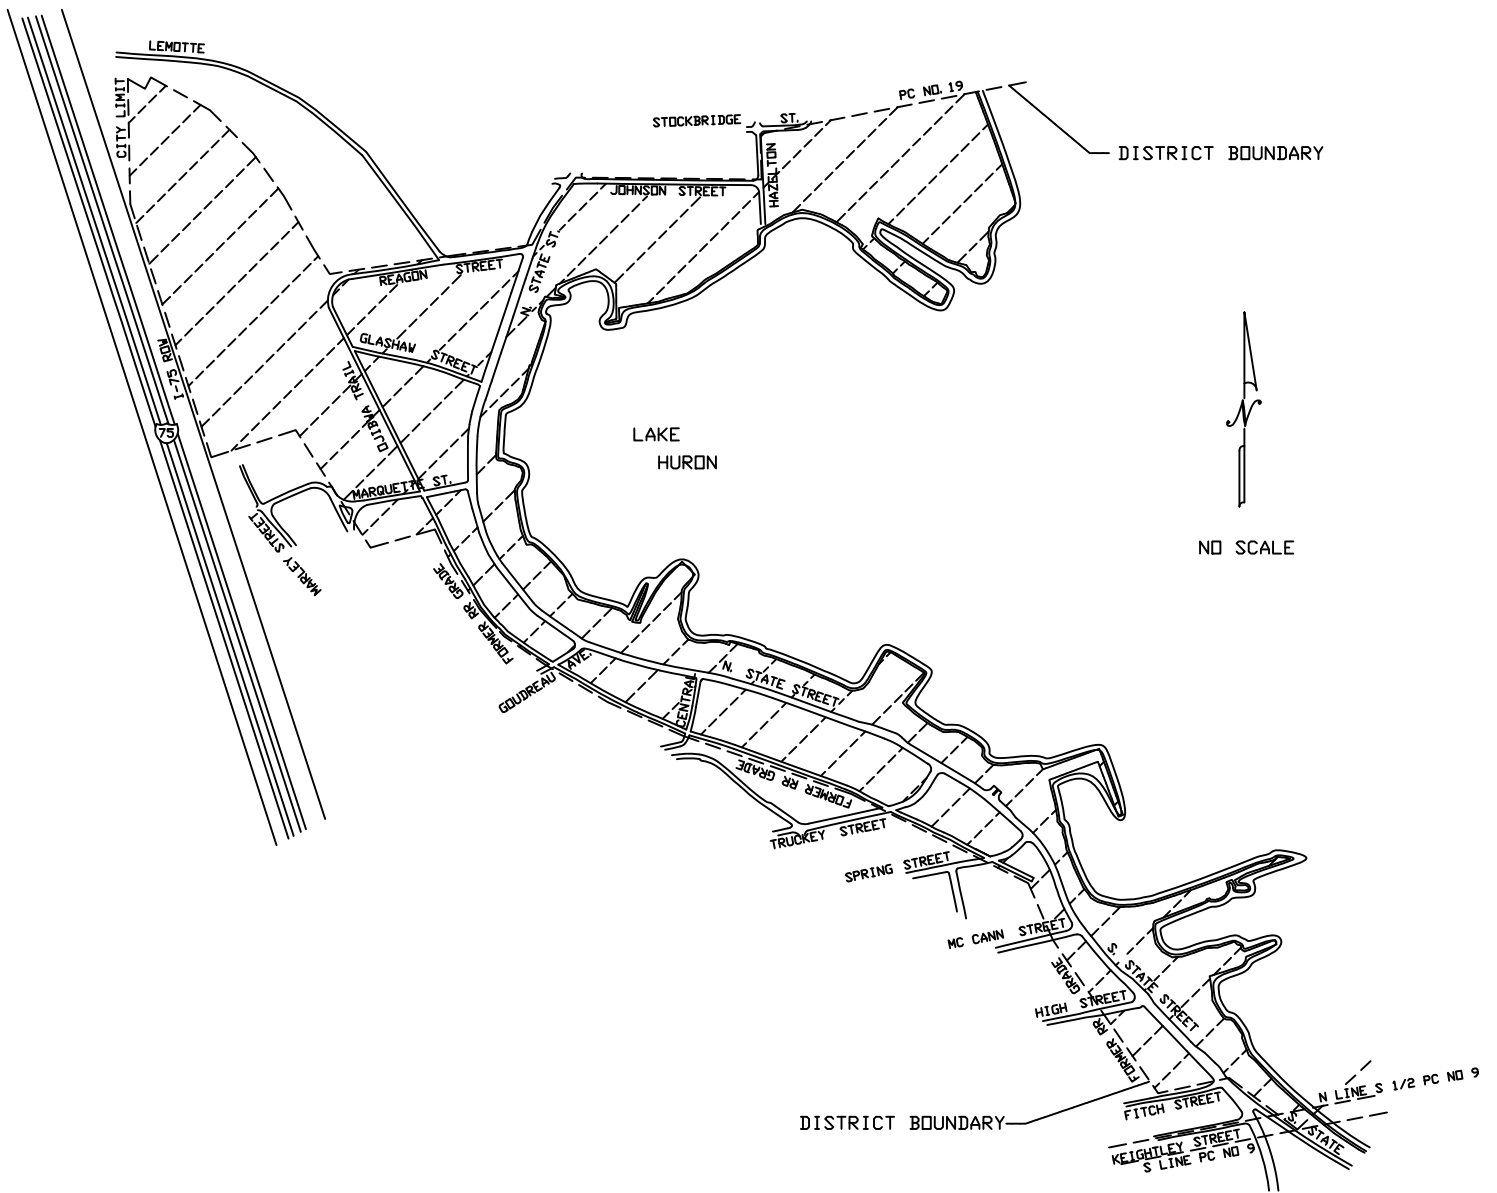 LEMOTTE
CITY LIMIT
PC NO. 19
STOCKBRIDGE ST.
DISTRICT BOUNDARY
HAZELTON
JOHNSON STREET
N. STATE ST.
REAGON STREET
GLASHAW STREET
I-75 ROW
OJIBWA TRAIL
75
LAKE
HURON
N
MARQUETTE ST.
MARLEY STREET
NO SCALE
FORMER RR GRADE
GOUDREAU AVE.
CENTRAL
N. STATE STREET
FORMER RR GRADE
TRUCKEY STREET
SPRING STREET
MC CANN STREET
S. STATE STREET
HIGH STREET
FORMER RR GRADE
N LINE S 1/2 PC NO 9
FITCH STREET
DISTRICT BOUNDARY
S. STATE
KEIGHTLEY STREET
S LINE PC NO 9